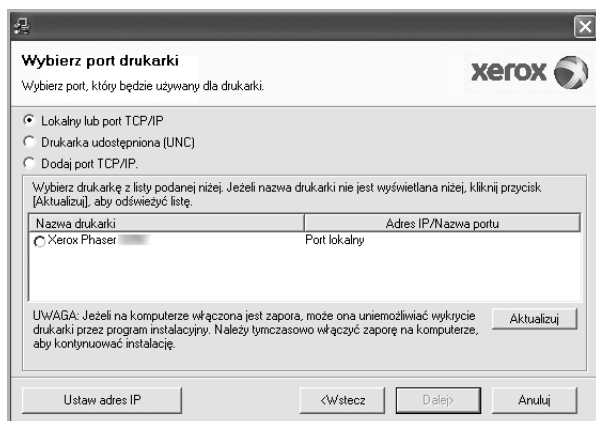 Wybierz port drukarki
Wybierz port, który będzie używany dla drukarki.
xerox
Lokalny lub port TCP/IP
Drukarka udostępniona (UNC)
Dodaj port TCP/IP.
Wybierz drukarkę z listy podanej niżej. Jeżeli nazwa drukarki nie jest wyświetlana niżej, kliknij przycisk
[Aktualizuj], aby odświeżyć listę.
Nazwa drukarki Adres IP/Nazwa portu
Xerox Phaser Port lokalny
UWAGA: Jeżeli na komputerze włączona jest zapora, może ona uniemożliwiać wykrycie
drukarki przez program instalacyjny. Należy tymczasowo włączyć zaporę na komputerze,
aby kontynuować instalację.
Aktualizuj
Ustaw adres IP <Wstecz Dalej> Anuluj